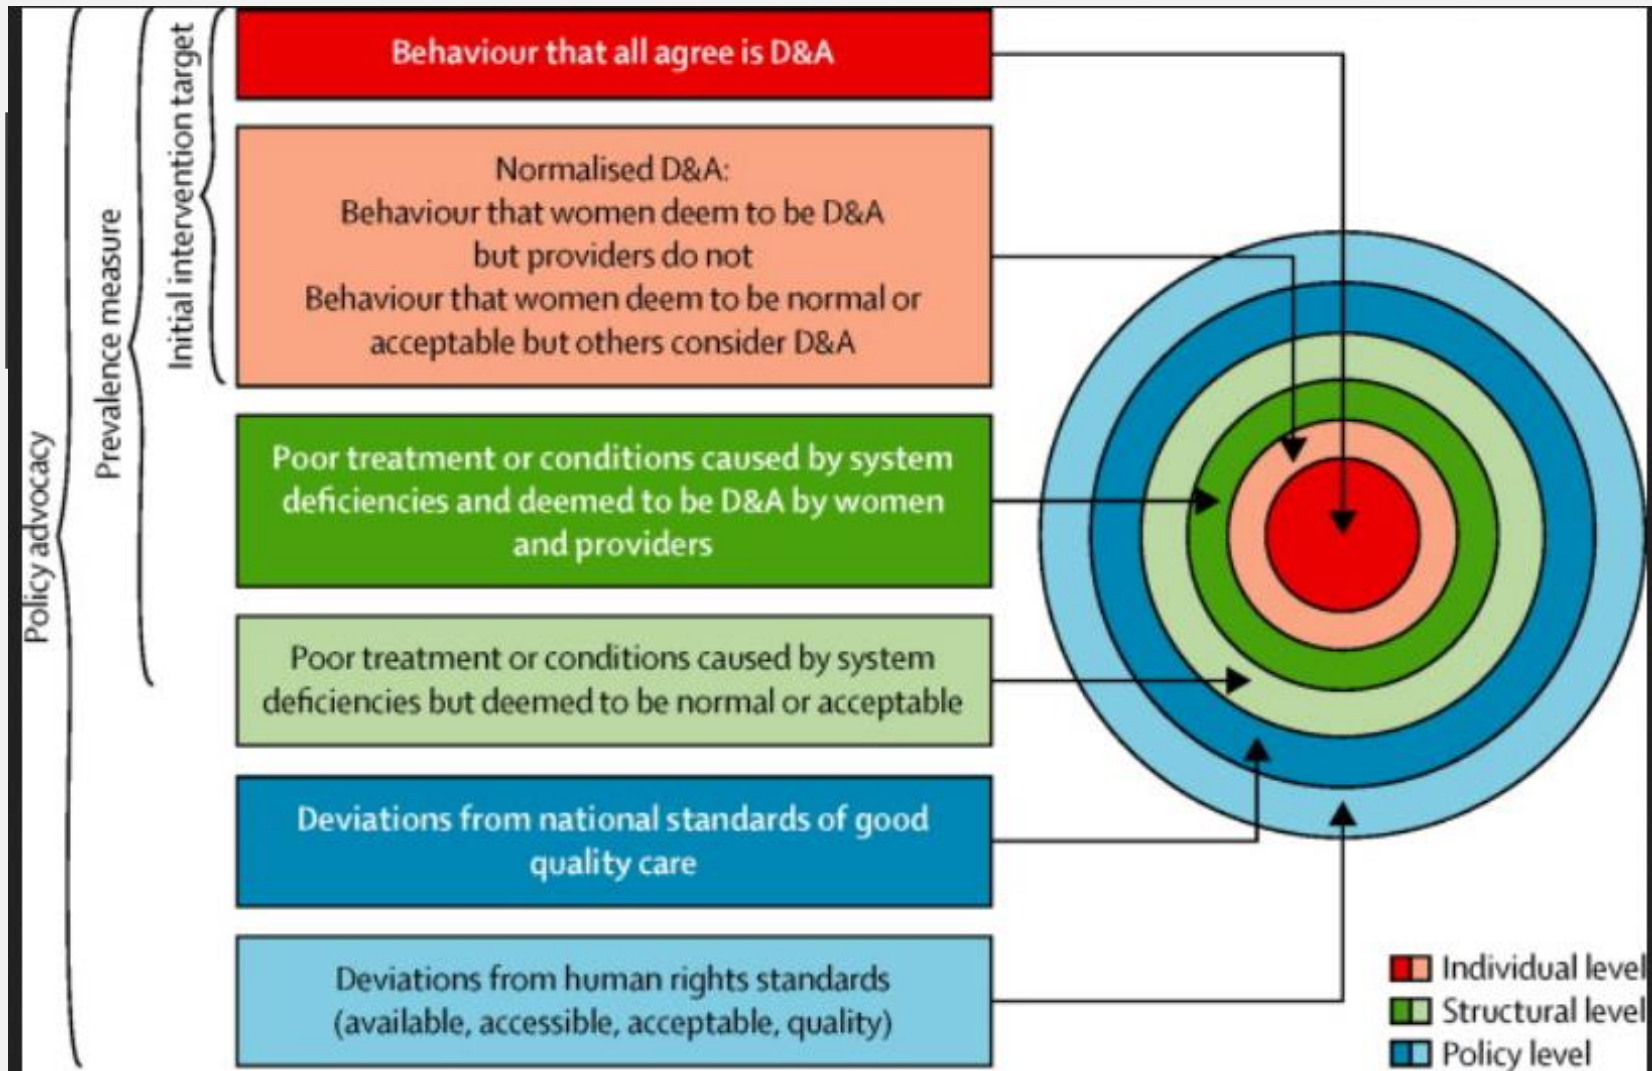 Policy advocacy
Prevalence measure
Initial intervention target
Behaviour that all agree is D&A
Normalised D&A:
Behaviour that women deem to be D&A
but providers do not
Behaviour that women deem to be normal or
acceptable but others consider D&A
Poor treatment or conditions caused by system
deficiencies and deemed to be D&A by women
and providers
Poor treatment or conditions caused by system
deficiencies but deemed to be normal or acceptable
Deviations from national standards of good
quality care
Deviations from human rights standards
(available, accessible, acceptable, quality)
Individual level
Structural level
Policy level